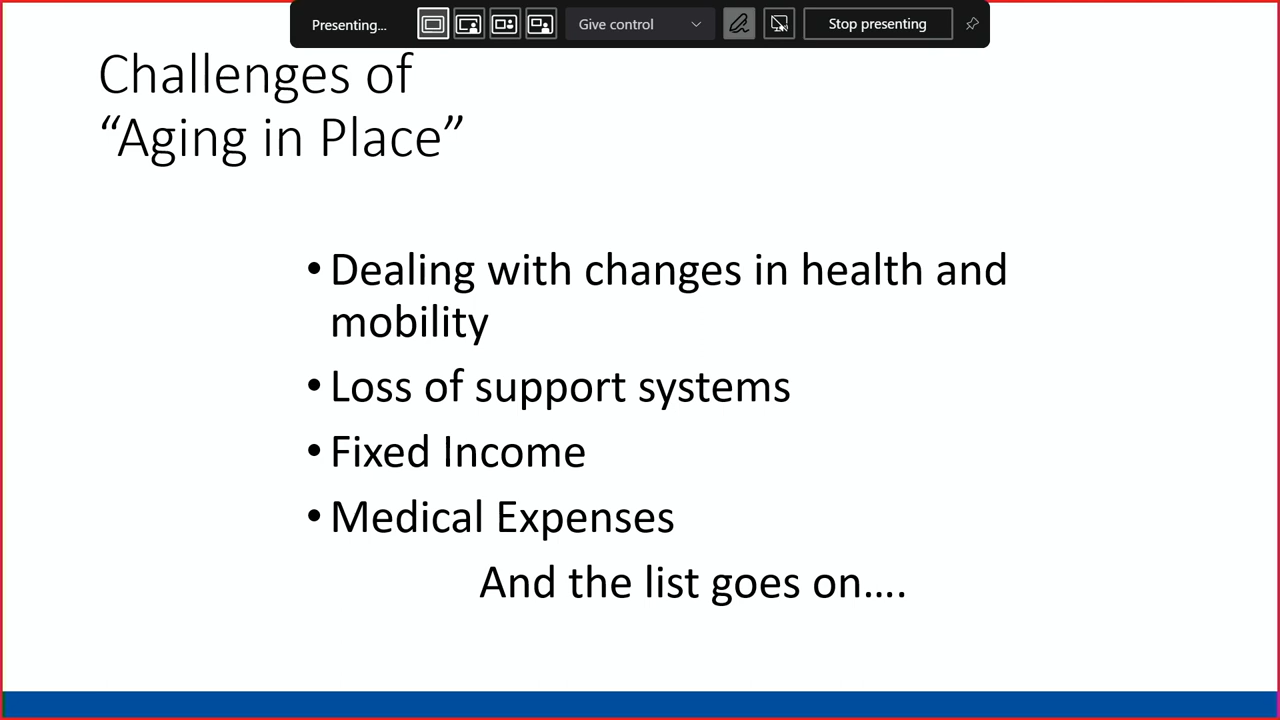 Presenting...
Give control
Stop presenting
Challenges of
“Aging in Place”
• Dealing with changes in health and
mobility
• Loss of support systems
• Fixed Income
• Medical Expenses
And the list goes on….